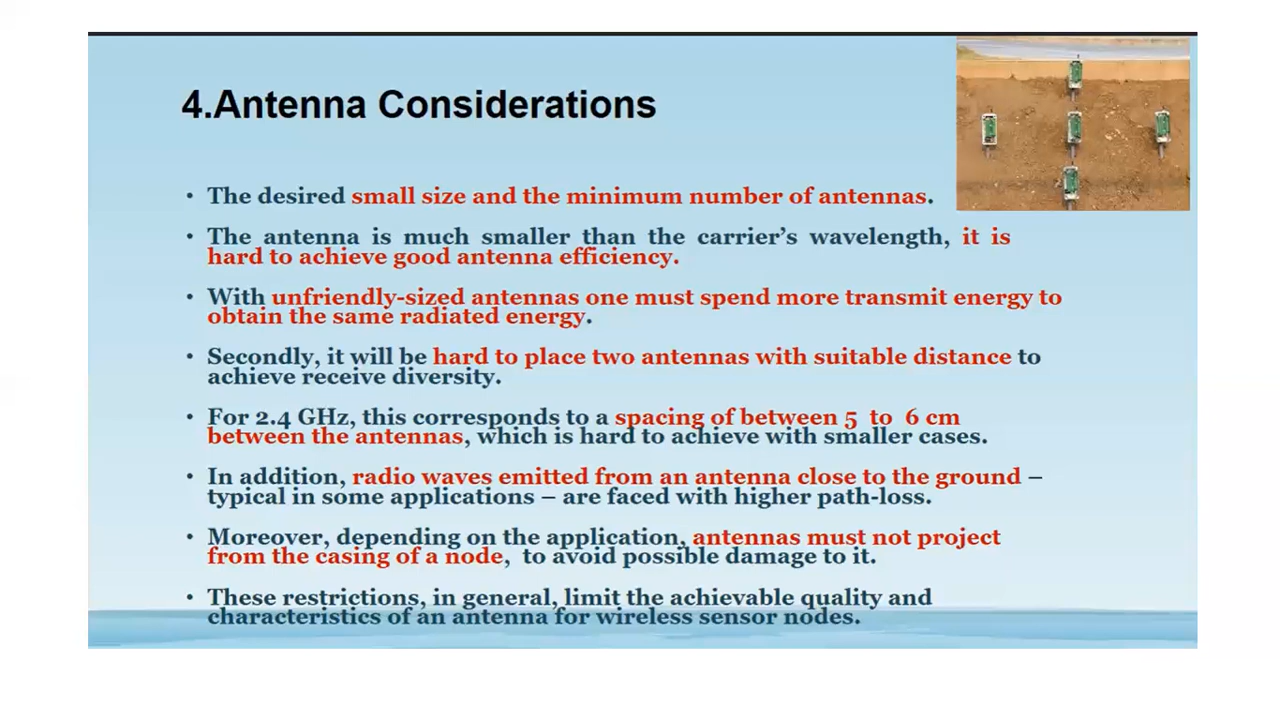 4.Antenna Considerations
• The desired small size and the minimum number of antennas.
• The antenna is much smaller than the carrier’s wavelength, it is
hard to achieve good antenna efficiency.
• With unfriendly-sized antennas one must spend more transmit energy to
obtain the same radiated energy.
• Secondly, it will be hard to place two antennas with suitable distance to
achieve receive diversity.
• For 2.4 GHz, this corresponds to a spacing of between 5 to 6 cm
between the antennas, which is hard to achieve with smaller cases.
• In addition, radio waves emitted from an antenna close to the ground –
typical in some applications – are faced with higher path-loss.
• Moreover, depending on the application, antennas must not project
from the casing of a node, to avoid possible damage to it.
• These restrictions, in general, limit the achievable quality and
characteristics of an antenna for wireless sensor nodes.